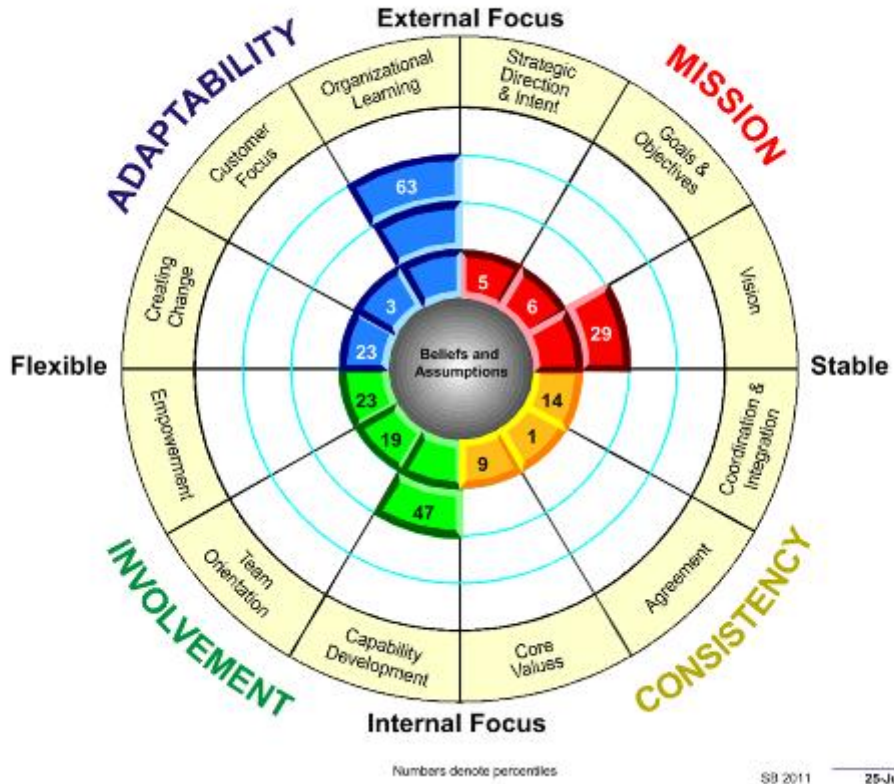 External Focus
ADAPTABILITY
MISSION
Organizational
Learning
Strategic
Direction
& Intent
Customer
Focus
Goals &
Objectives
Creating
Change
Vision
63
5
6
3
29
23
Flexible
Beliefs and
Assumptions
Stable
23
14
19
1
9
47
Empowerment
Coordination &
Integration
Team
Orientation
Agreement
Capability
Development
Core
Values
INVOLVEMENT
CONSISTENCY
Internal Focus
Numbers denote percentiles
SB 2011